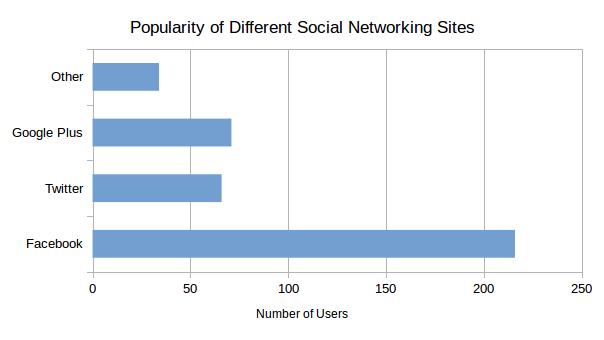 Popularity of Different Social Networking Sites
Other
Google Plus
Twitter
Facebook
0 50 100 150 200 250
Number of Users